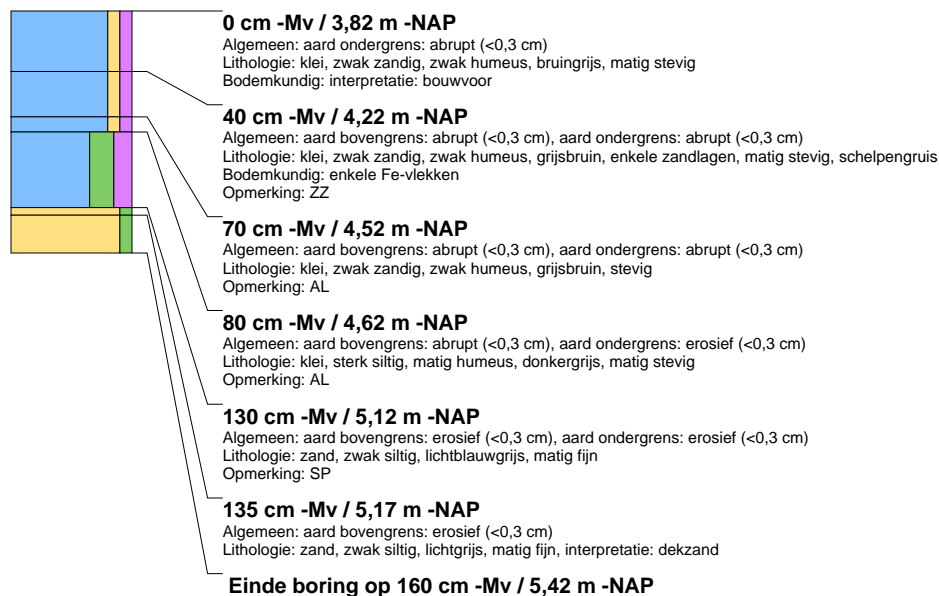 0 cm -Mv / 3,82 m -NAP
Algemeen: aard ondergrens: abrupt (<0,3 cm)
Lithologie: klei, zwak zandig, zwak humeus, bruingrijs, matig stevig
Bodemkundig: interpretatie: bouwvoor
40 cm -Mv / 4,22 m -NAP
Algemeen: aard bovengrens: abrupt (<0,3 cm), aard ondergrens: abrupt (<0,3 cm)
Lithologie: klei, zwak zandig, zwak humeus, grijsbruin, enkele zandlagen, matig stevig, schelpengruis
Bodemkundig: enkele Fe-vlekken
Opmerking: ZZ
70 cm -Mv / 4,52 m -NAP
Algemeen: aard bovengrens: abrupt (<0,3 cm), aard ondergrens: abrupt (<0,3 cm)
Lithologie: klei, zwak zandig, zwak humeus, grijsbruin, stevig
Opmerking: AL
80 cm -Mv / 4,62 m -NAP
Algemeen: aard bovengrens: abrupt (<0,3 cm), aard ondergrens: erosief (<0,3 cm)
Lithologie: klei, sterk siltig, matig humeus, donkergrijs, matig stevig
Opmerking: AL
130 cm -Mv / 5,12 m -NAP
Algemeen: aard bovengrens: erosief (<0,3 cm), aard ondergrens: erosief (<0,3 cm)
Lithologie: zand, zwak siltig, lichtblauwgrijs, matig fijn
Opmerking: SP
135 cm -Mv / 5,17 m -NAP
Algemeen: aard bovengrens: erosief (<0,3 cm)
Lithologie: zand, zwak siltig, lichtgrijs, matig fijn, interpretatie: dekzand
Einde boring op 160 cm -Mv / 5,42 m -NAP